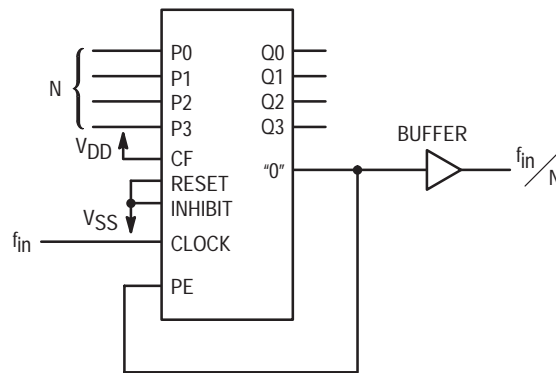 P0
P1
P2
P3
N
VDD
CF
RESET
INHIBIT
VSS
fin
CLOCK
PE
Q0
Q1
Q2
Q3
"0"
BUFFER
fin/N